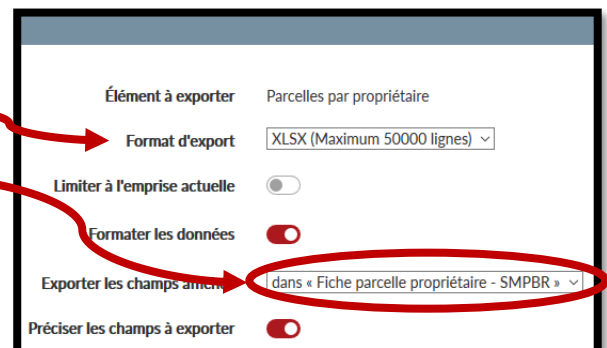 Élément à exporter Parcelles par propriétaire
Format d'export XLSX (Maximum 50000 lignes)
Limiter à l'emprise actuelle
Formater les données
Exporter les champs dans « Fiche parcelle propriétaire - SMPBR »
Préciser les champs à exporter